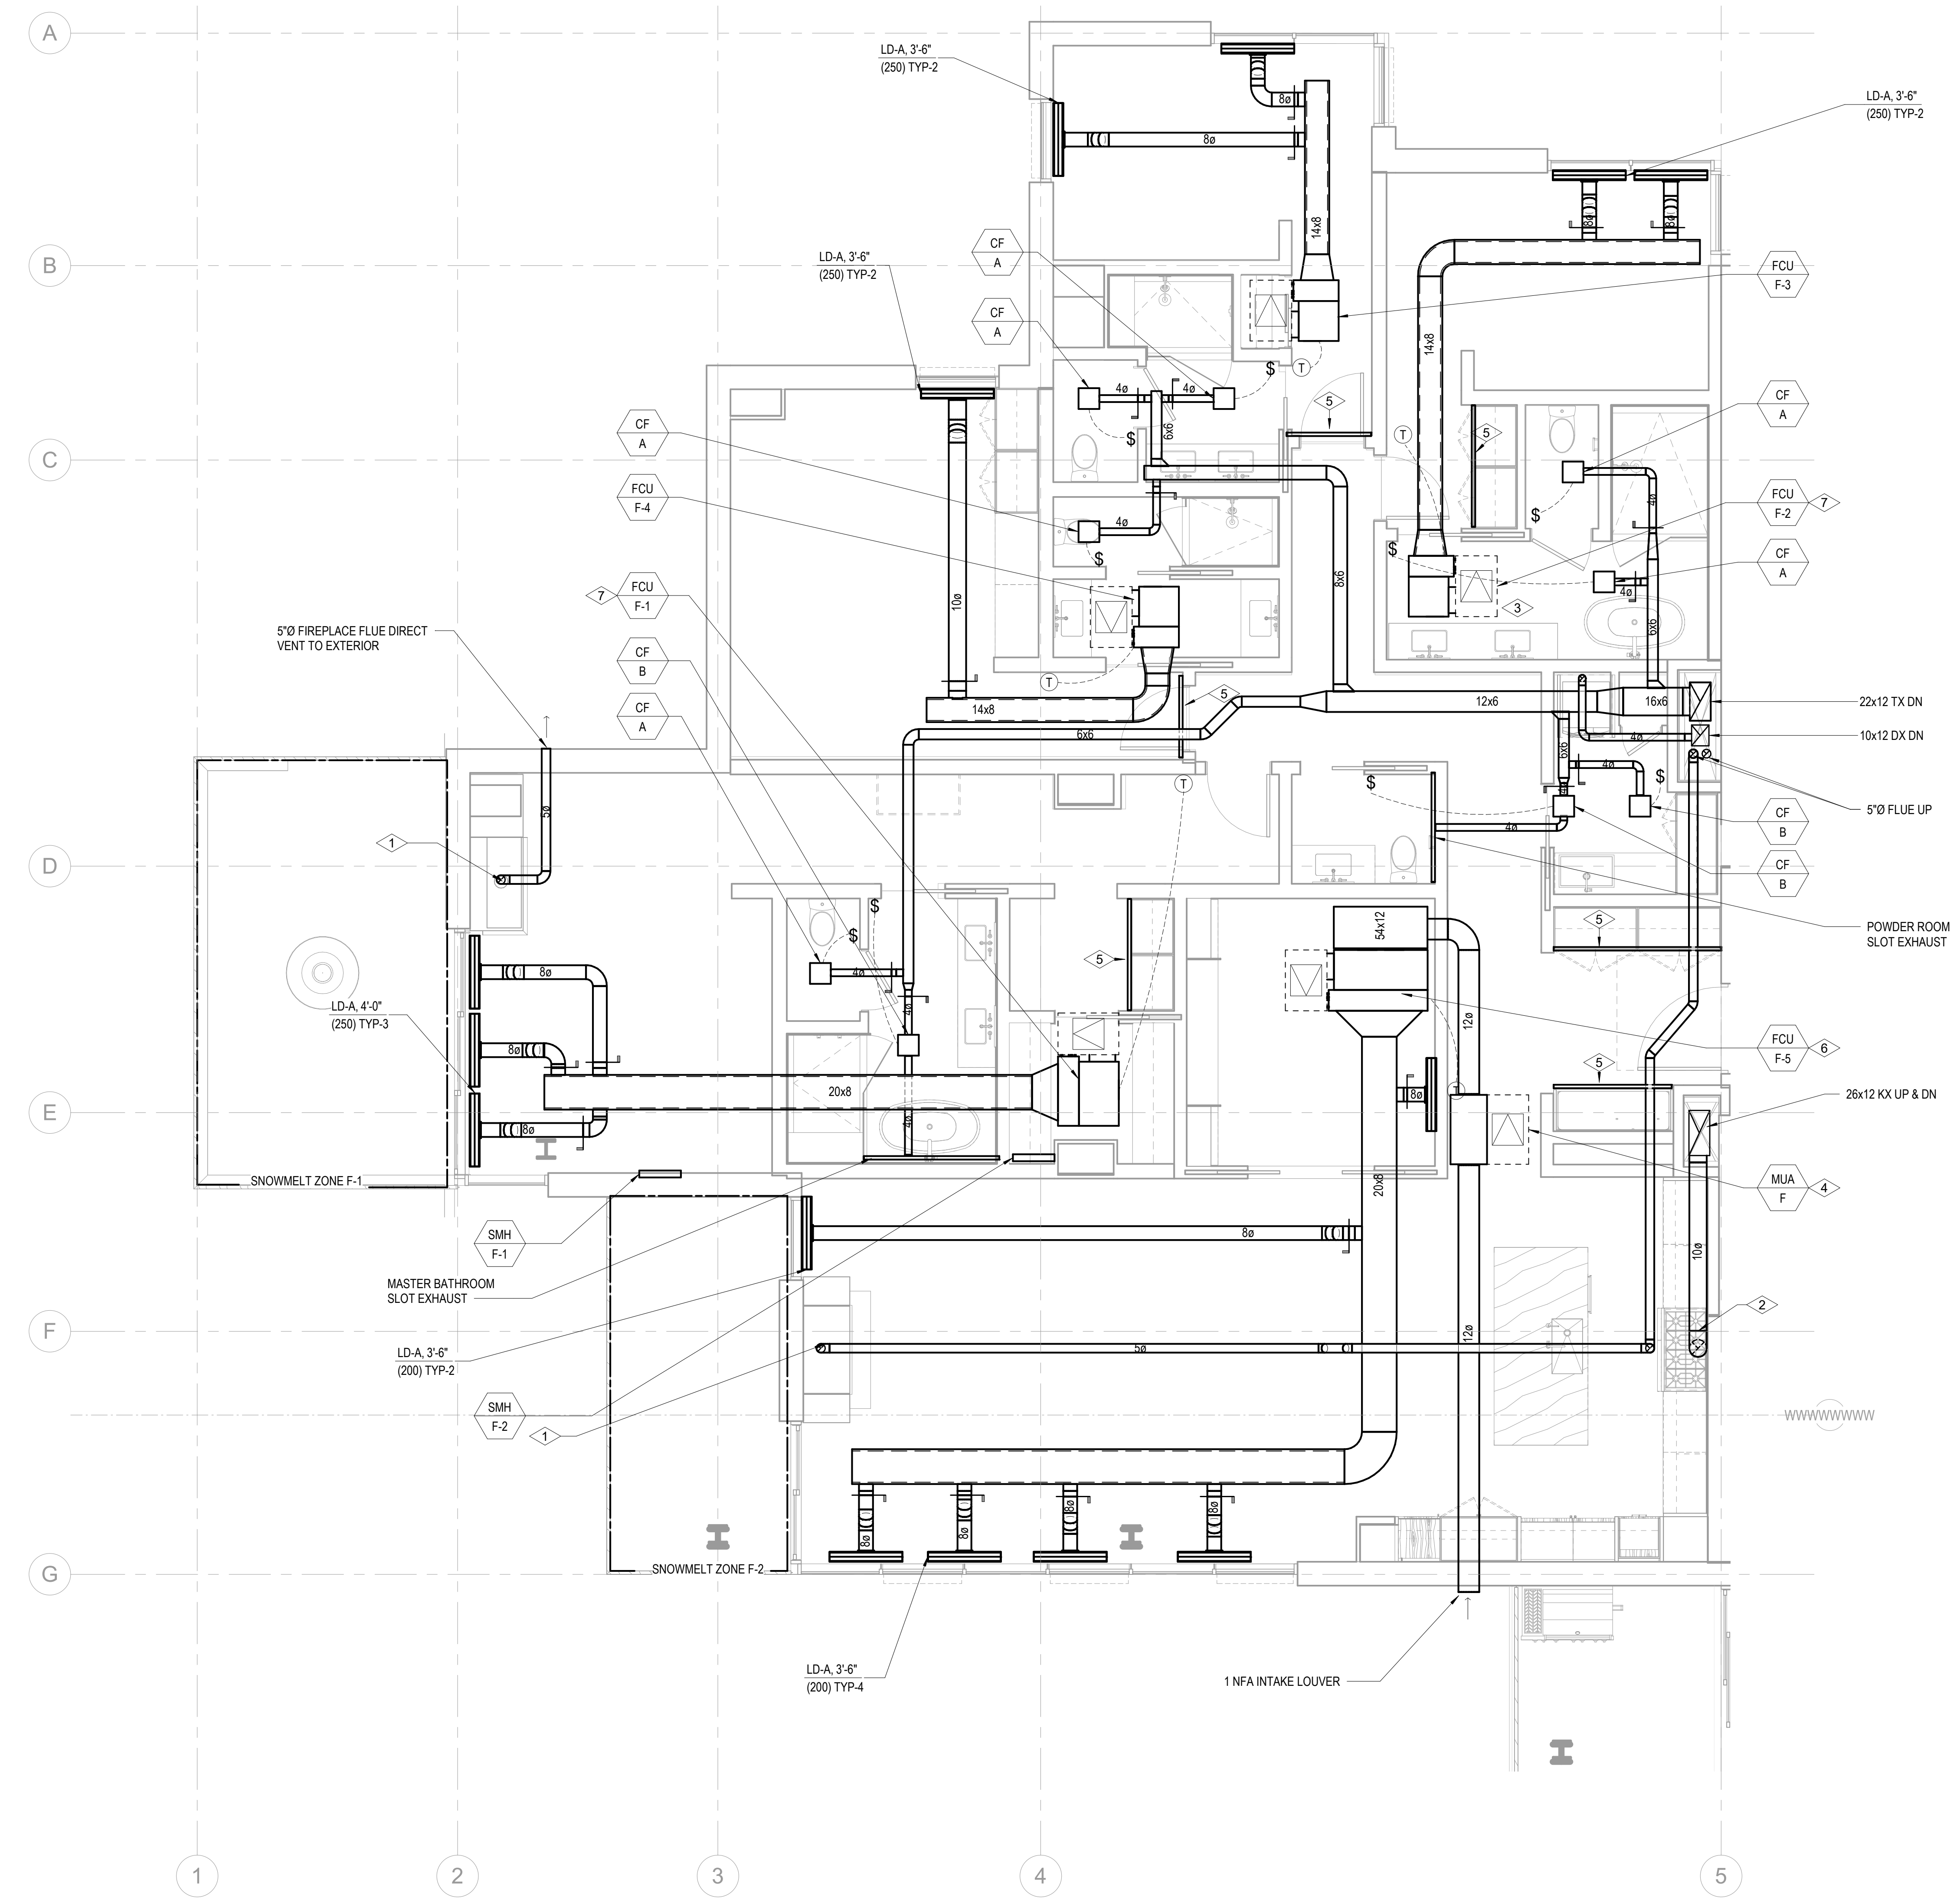 A
LD-A, 3'-6"
(250) TYP-2
8ø
LD-A, 3'-6"
(250) TYP-2
8ø
8ø
8ø
14x8
B
CF
A
LD-A, 3'-6"
(250) TYP-2
FCU
F-3
CF
A
14x8
T
$
4ø
4ø
CF
A
5
6x6
CF
A
$
T
5
C
FCU
F-4
4ø
FCU
F-2
7
4ø
$
$
$
CF
A
10ø
8x6
7
FCU
F-1
4ø
3
5"Ø FIREPLACE FLUE DIRECT
VENT TO EXTERIOR
6x6
CF
B
T
5
CF
A
14x8
12x6
16x6
22x12 TX DN
6x6
4ø
10x12 DX DN
6x6
4ø
$
T
$
4ø
5"Ø FLUE UP
5ø
CF
B
4ø
1
D
CF
B
$
5
POWDER ROOM
SLOT EXHAUST
54x12
$
4ø
5
8ø
LD-A, 4'-0"
(250) TYP-3
4ø
12ø
FCU
F-5
6
8ø
5
20x8
8ø
T
26x12 KX UP & DN
E
4ø
8ø
SNOWMELT ZONE F-1
20x8
MUA
F
4
SMH
F-1
8ø
10ø
MASTER BATHROOM
SLOT EXHAUST
2
F
12ø
5ø
LD-A, 3'-6"
(200) TYP-2
SMH
F-2
1
WWWWWWWW
8ø
8ø
8ø
8ø
G
SNOWMELT ZONE F-2
LD-A, 3'-6"
(200) TYP-4
1 NFA INTAKE LOUVER
1
2
3
4
5